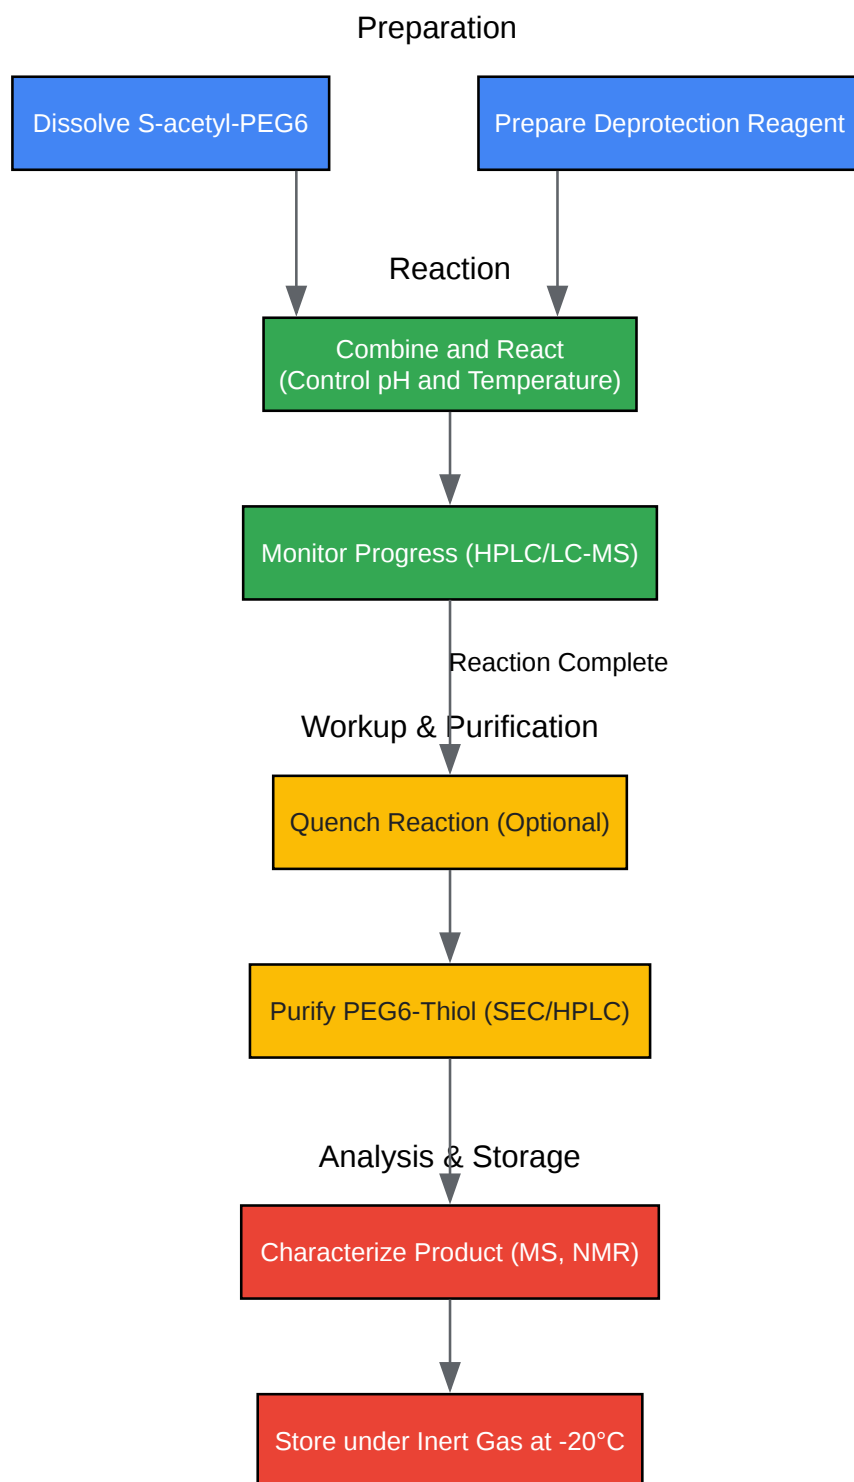 Preparation
Dissolve S-acetyl-PEG6
Prepare Deprotection Reagent
Reaction
Combine and React
(Control pH and Temperature)
Monitor Progress (HPLC/LC-MS)
Reaction Complete
Workup & Purification
Quench Reaction (Optional)
Purify PEG6-Thiol (SEC/HPLC)
Analysis & Storage
Characterize Product (MS, NMR)
Store under Inert Gas at -20°C